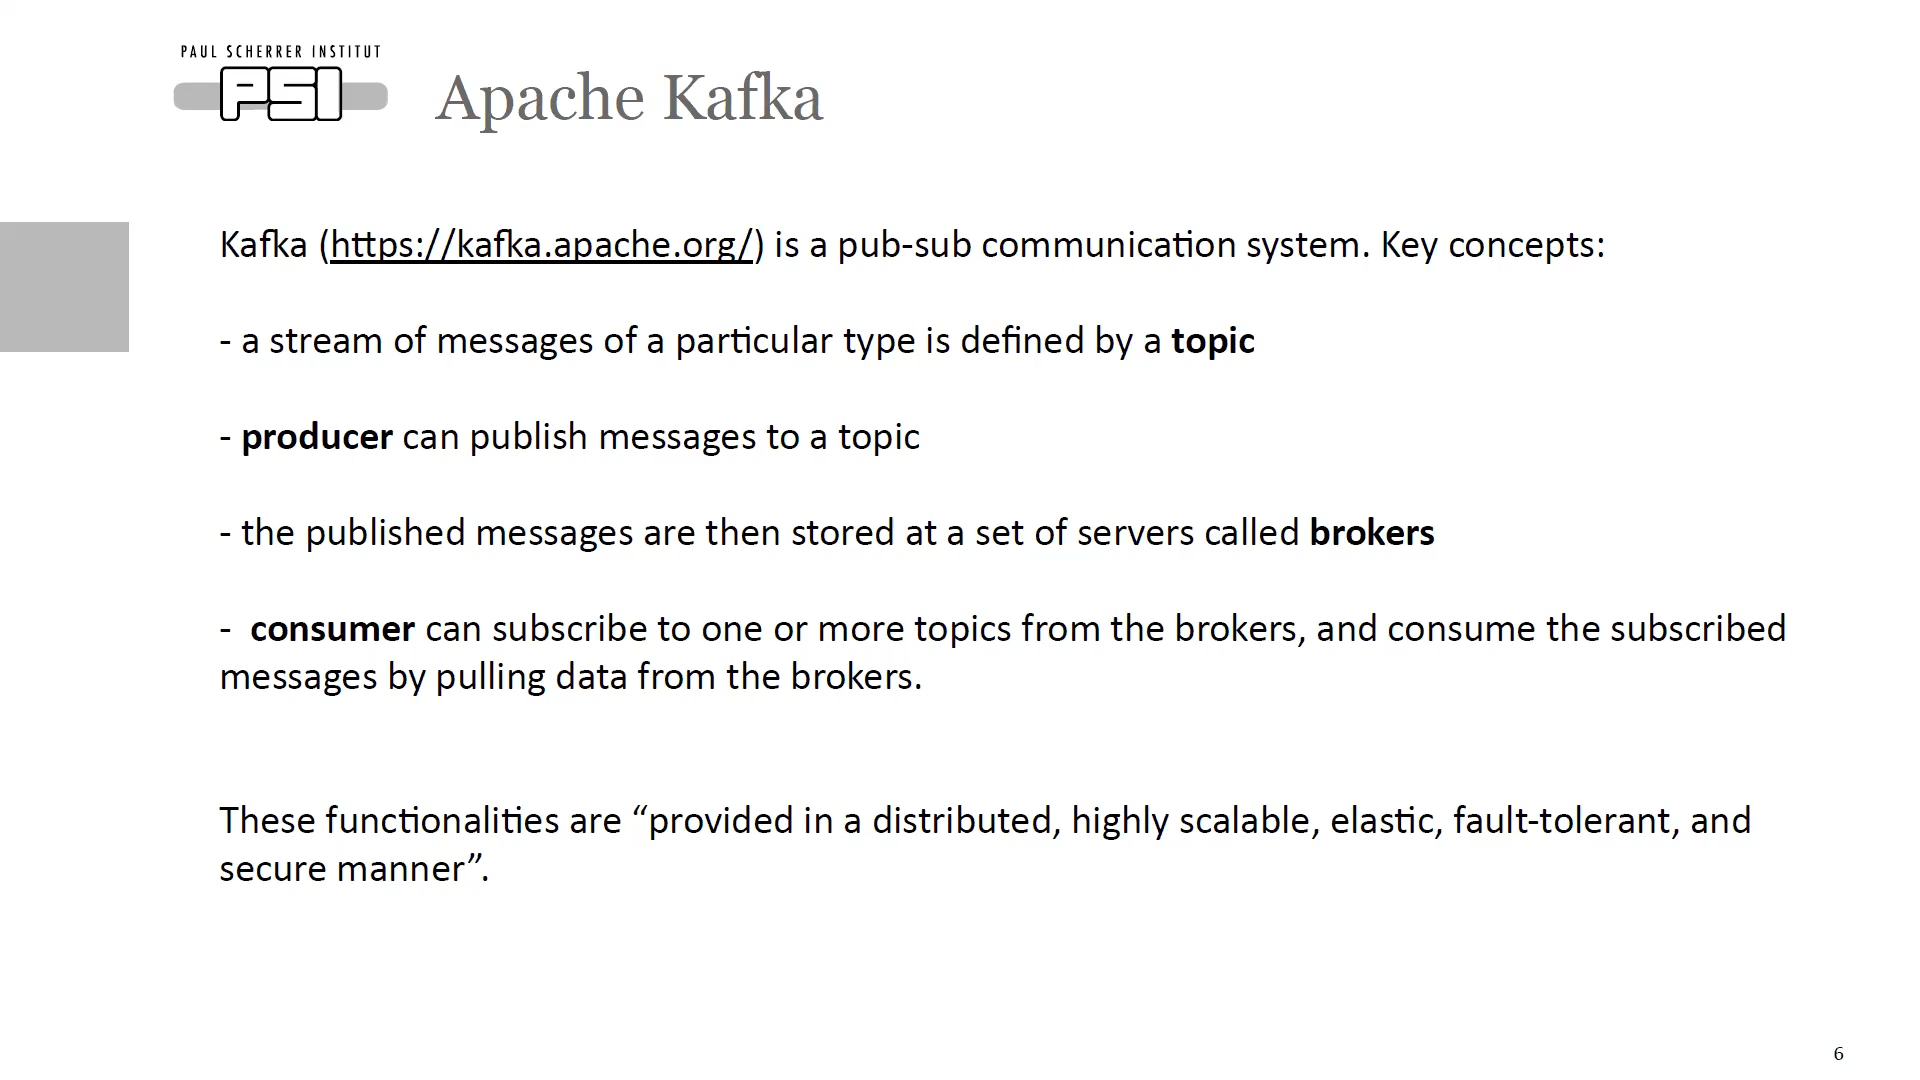 PAUL SCHERRER INSTITUT
PSI
Apache Kafka
Kafka (https://kafka.apache.org/) is a pub-sub communication system. Key concepts:
- a stream of messages of a particular type is defined by a topic
- producer can publish messages to a topic
- the published messages are then stored at a set of servers called brokers
-  consumer can subscribe to one or more topics from the brokers, and consume the subscribed
messages by pulling data from the brokers.
These functionalities are “provided in a distributed, highly scalable, elastic, fault-tolerant, and
secure manner”.
6